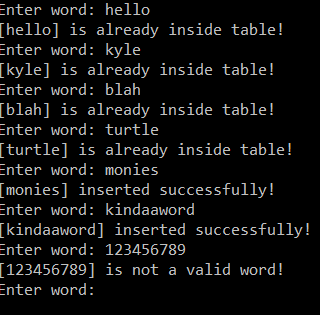 Enter word: hello
[hello] is already inside table!
Enter word: kyle
[kyle] is already inside table!
Enter word: blah
[blah] is already inside table!
Enter word: turtle
[turtle] is already inside table!
Enter word: monies
[monies] inserted successfully!
Enter word: kindaaword
[kindaaword] inserted successfully!
Enter word: 123456789
[123456789] is not a valid word!
Enter word: